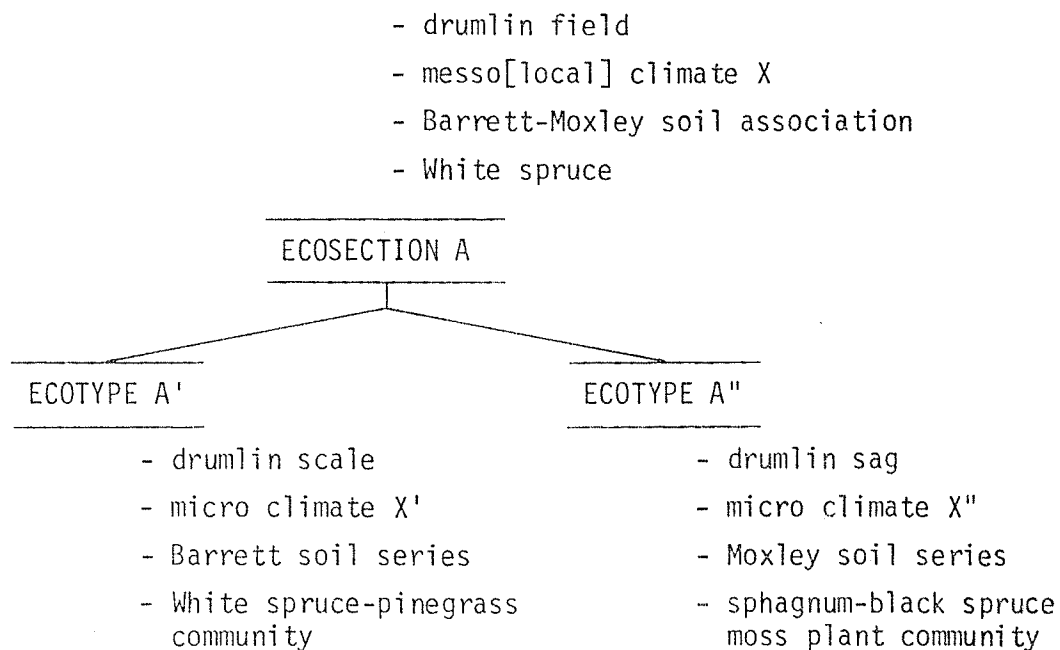 - drumlin field
- messo[local] climate X
- Barrett-Moxley soil association
- White spruce
ECOSECTION A
ECOTYPE A'
ECOTYPE A"
- drumlin scale
- micro climate X'
- Barrett soil series
- White spruce-pinegrass
community
- drumlin sag
- micro climate X"
- Moxley soil series
- sphagnum-black spruce
moss plant community